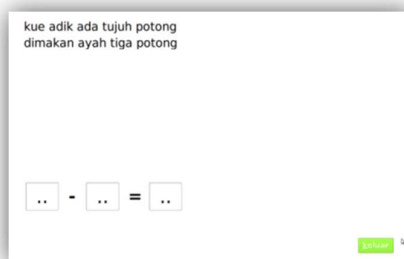 kue adik ada tujuh potong
dimakan ayah tiga potong
.. - .. = ..
keluar